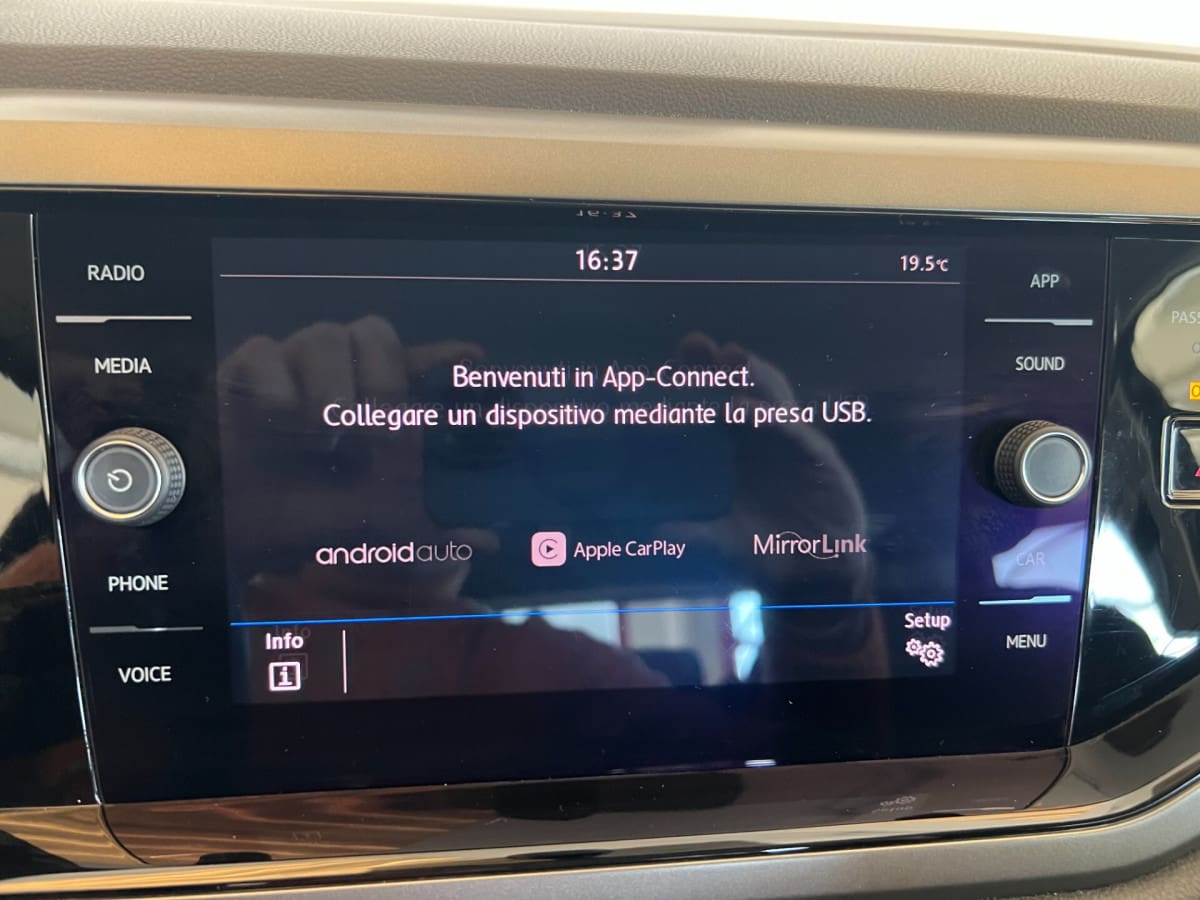 16:37
19.5°C
RADIO
MEDIA
PHONE
VOICE
Benvenuti in App-Connect.
Collegare un dispositivo mediante la presa USB.
androidauto
Apple CarPlay
MirrorLink
Info
i
Setup
APP
SOUND
CAR
MENU